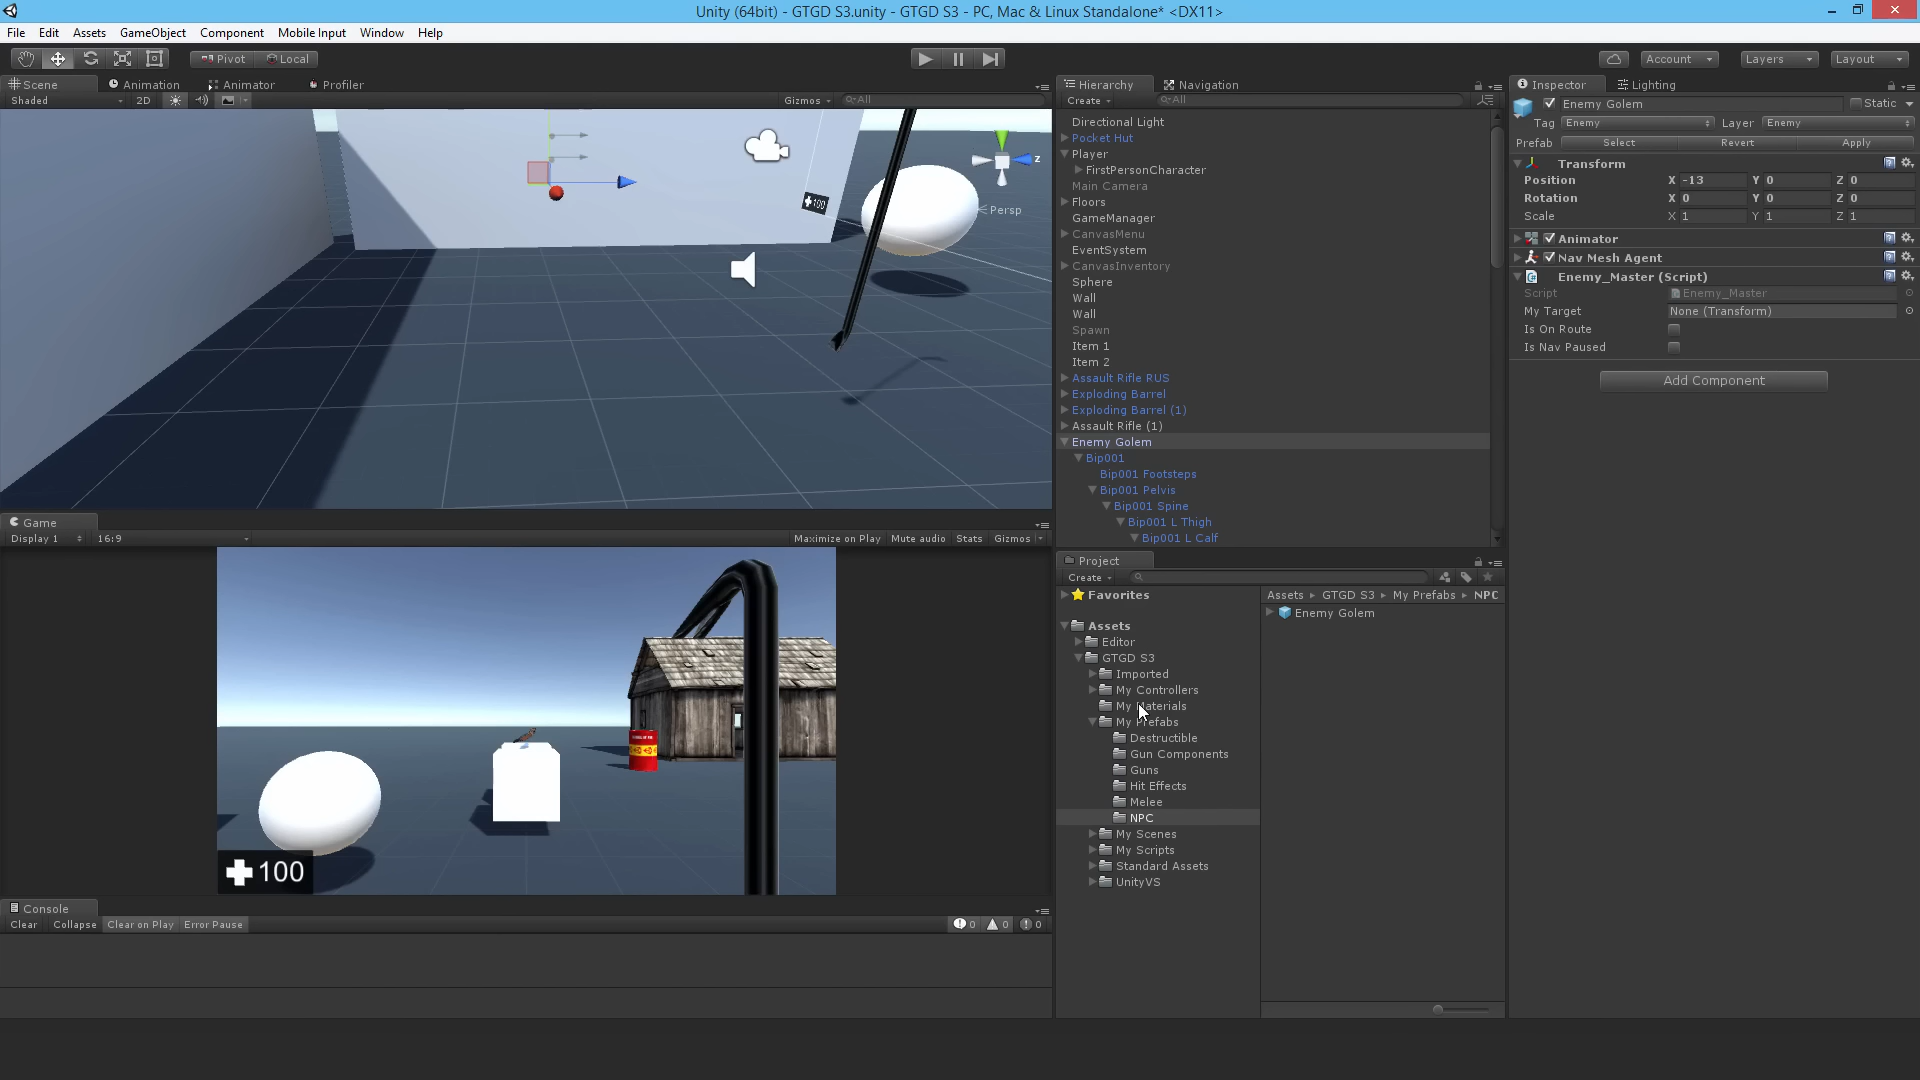 Unity (64bit) - GTGD S3.unity - GTGD S3 - PC, Mac & Linux Standalone* <DX11>
File Edit Assets GameObject Component Mobile Input Window Help
Pivot Local Account Layers Layout
Scene Animation Animator Profiler
Shaded 2D Gizmos All
z
Persp
100
Game
Display 1 16:9 Maximize on Play Mute audio Stats Gizmos
100
Console
Clear Collapse Clear on Play Error Pause 0 0 0
Hierarchy Navigation
Create All
Directional Light
Pocket Hut
Player
FirstPersonCharacter
Main Camera
Floors
GameManager
CanvasMenu
EventSystem
CanvasInventory
Sphere
Wall
Wall
Spawn
Item 1
Item 2
Assault Rifle RUS
Exploding Barrel
Exploding Barrel (1)
Assault Rifle (1)
Enemy Golem
Bip001
Bip001 Footsteps
Bip001 Pelvis
Bip001 Spine
Bip001 L Thigh
Bip001 L Calf
Project
Create
Favorites
Assets
Editor
GTGD S3
Imported
My Controllers
My Materials
My Prefabs
Destructible
Gun Components
Guns
Hit Effects
Melee
NPC
My Scenes
My Scripts
Standard Assets
UnityVS
Assets GTGD S3 My Prefabs NPC
Enemy Golem
Inspector Lighting
Enemy Golem Static
Tag Enemy Layer Enemy
Prefab Select Revert Apply
Transform
Position X -13 Y 0 Z 0
Rotation X 0 Y 0 Z 0
Scale X 1 Y 1 Z 1
Animator
Nav Mesh Agent
Enemy_Master (Script)
Script Enemy_Master
My Target None (Transform)
Is On Route
Is Nav Paused
Add Component